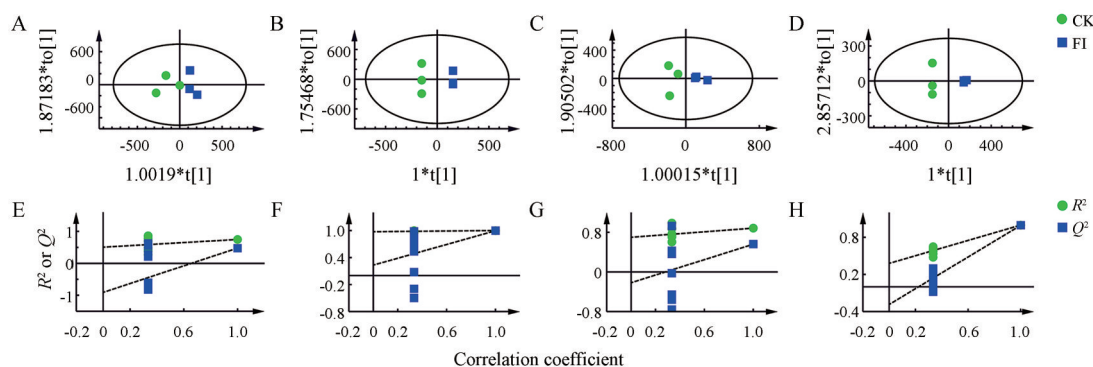 A
B
C
D
CK
FI
1.87183*to[1]
600
0
-600
-500
0
500
1.0019*t[1]
1.75468*to[1]
600
0
-600
-500
0
500
1*t[1]
1.90502*to[1]
400
0
-400
-800
0
800
1.00015*t[1]
2.85712*to[1]
300
0
-300
-400
0
400
1*t[1]
E
F
G
H
R²
Q²
R² or Q²
1
0
-1
-0.2
0
0.2
0.6
1.0
1.0
0.4
-0.2
-0.8
-0.2
0
0.2
0.6
1.0
0.8
0
-0.8
-0.2
0
0.2
0.6
1.0
0.8
0.2
-0.4
-0.2
0
0.2
0.6
1.0
Correlation coefficient